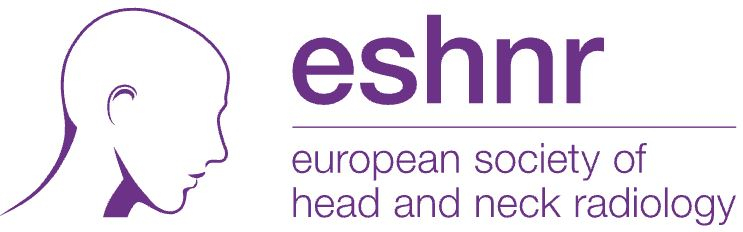 eshnr
european society of
head and neck radiology